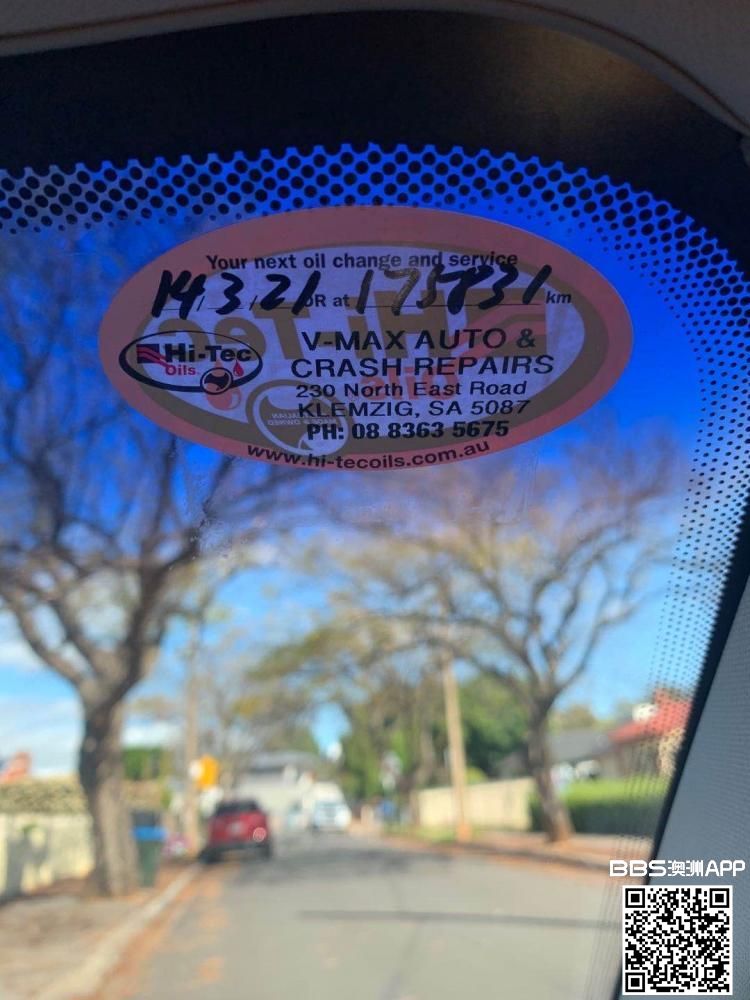 Your next oil change and service
14/3/21 OR at 175831 km
Hi-Tec
Oils
V-MAX AUTO &
CRASH REPAIRS
230 North East Road
KLEMZIG, SA 5087
PH: 08 8363 5675
www.hi-tecoils.com.au
BBS澳洲APP